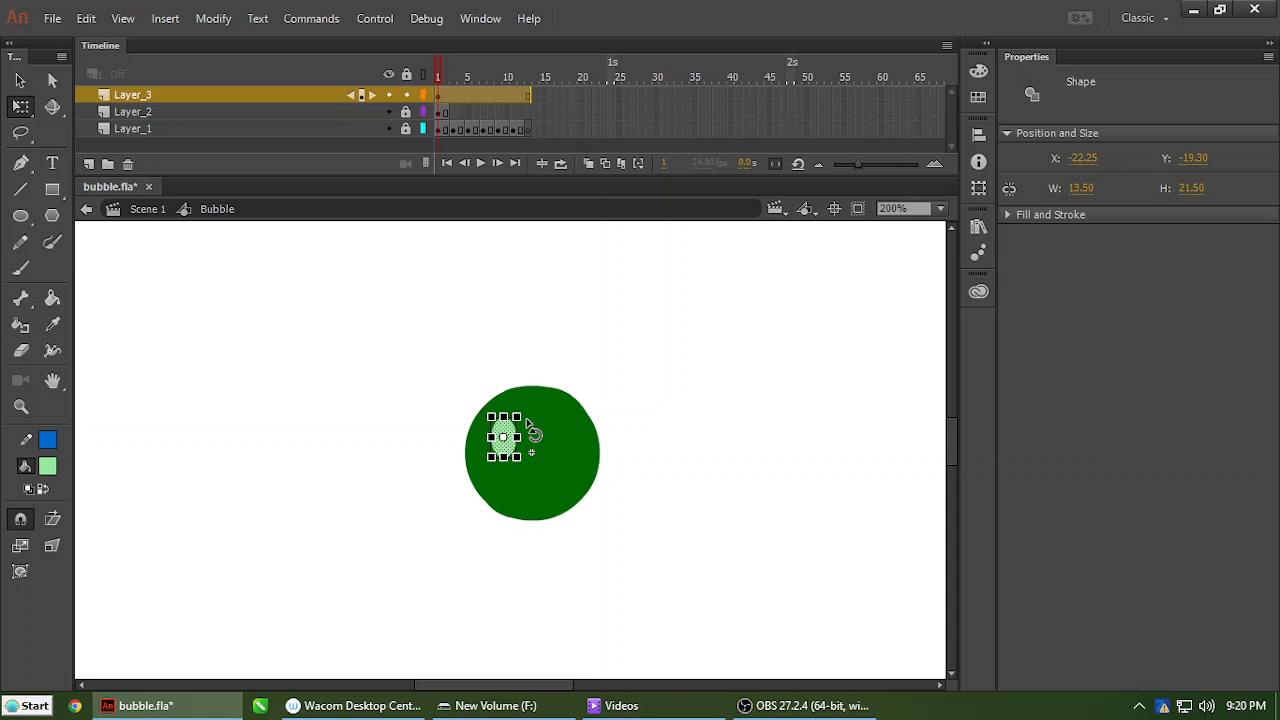 An File Edit View Insert Modify Text Commands Control Debug Window Help Classic
T... Timeline Properties
Off 1 5 10 15 20 1s 25 30 35 40 45 2s 50 55 60 65
Shape
Layer_3
Layer_2
Layer_1
Position and Size
X: -22.25 Y: -19.30
1 24.00 fps 0.0s
W: 13.50 H: 21.50
bubble.fla* ×
Scene 1 Bubble 200%
Fill and Stroke
Start An bubble.fla* Wacom Desktop Cent... New Volume (F:) Videos OBS 27.2.4 (64-bit, wi... 9:20 PM